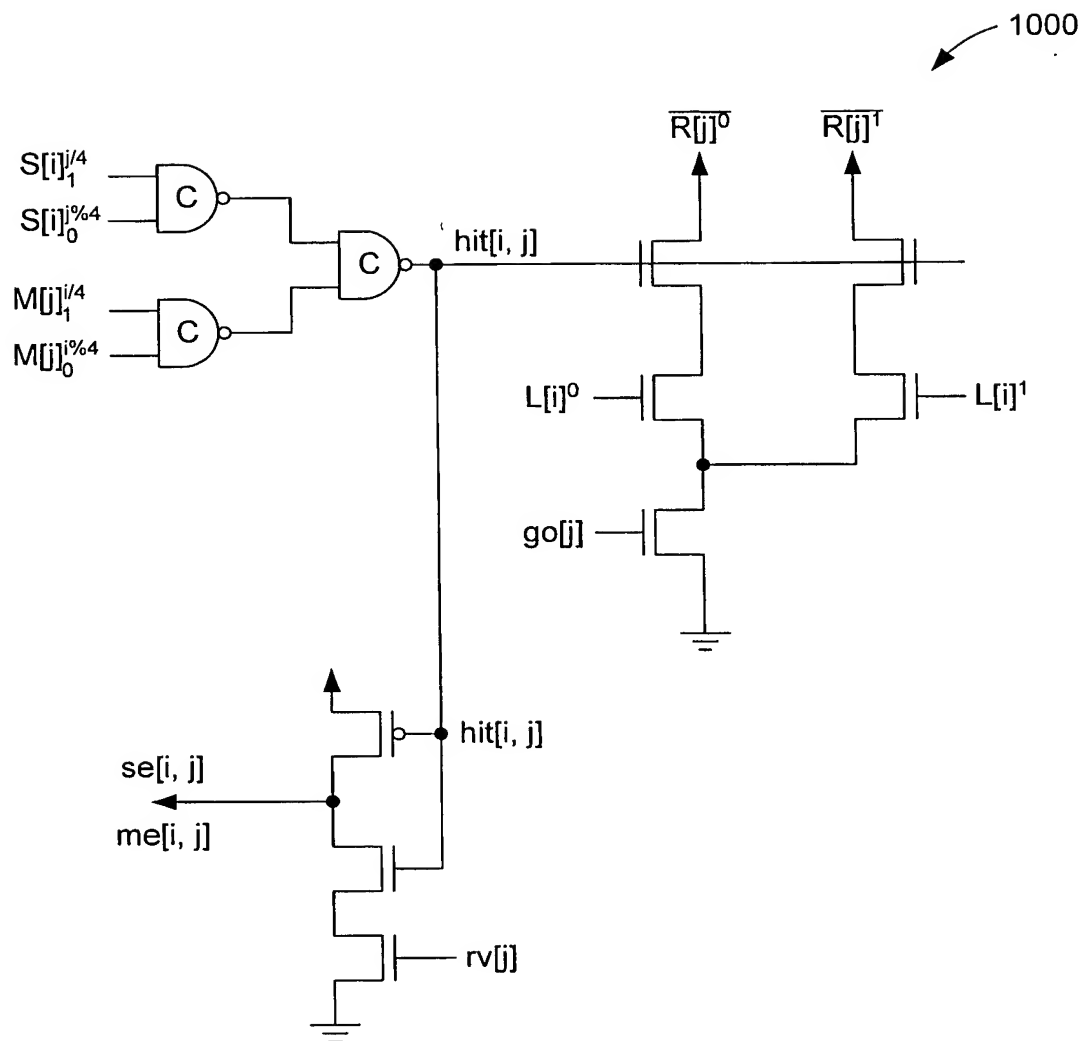 1000
R[j]⁰ R[j]¹
S[i]₁^{j/4}
C
S[i]₀^{j%4}
hit[i, j]
C
M[j]₁^{i/4}
C
M[j]₀^{i%4}
L[i]⁰ L[i]¹
go[j]
hit[i, j]
se[i, j]
me[i, j]
rv[j]